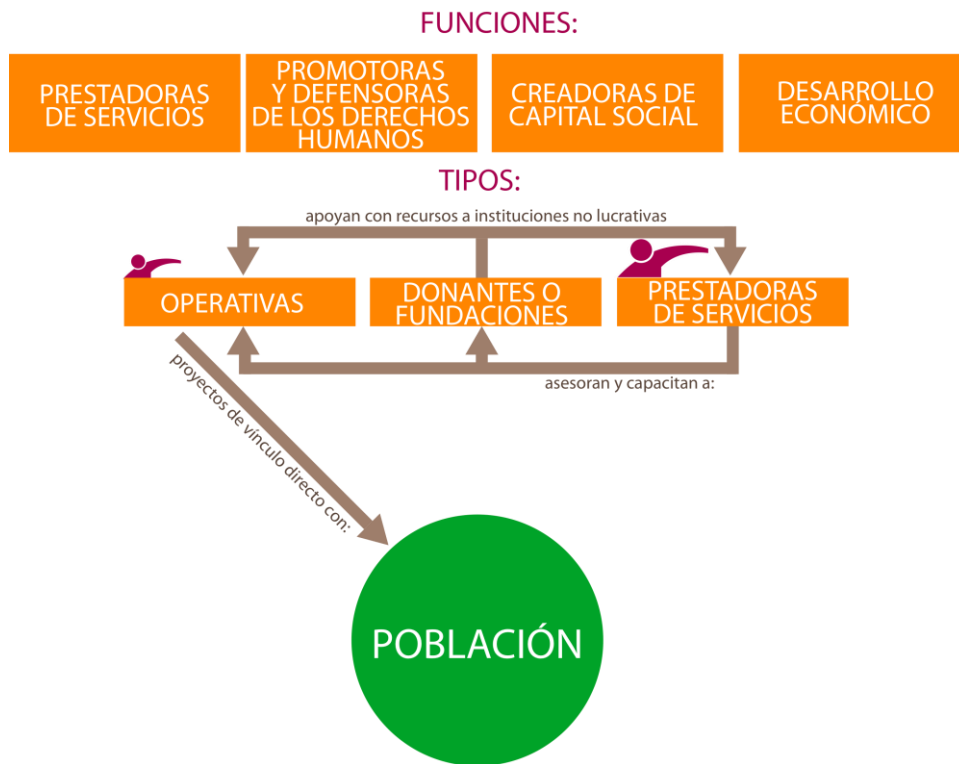 FUNCIONES:
PRESTADORAS
DE SERVICIOS
PROMOTORAS
Y DEFENSORAS
DE LOS DERECHOS
HUMANOS
CREADORAS DE
CAPITAL SOCIAL
DESARROLLO
ECONÓMICO
TIPOS:
apoyan con recursos a instituciones no lucrativas
OPERATIVAS
DONANTES O
FUNDACIONES
PRESTADORAS
DE SERVICIOS
asesoran y capacitan a:
proyectos de vínculo directo con:
POBLACIÓN